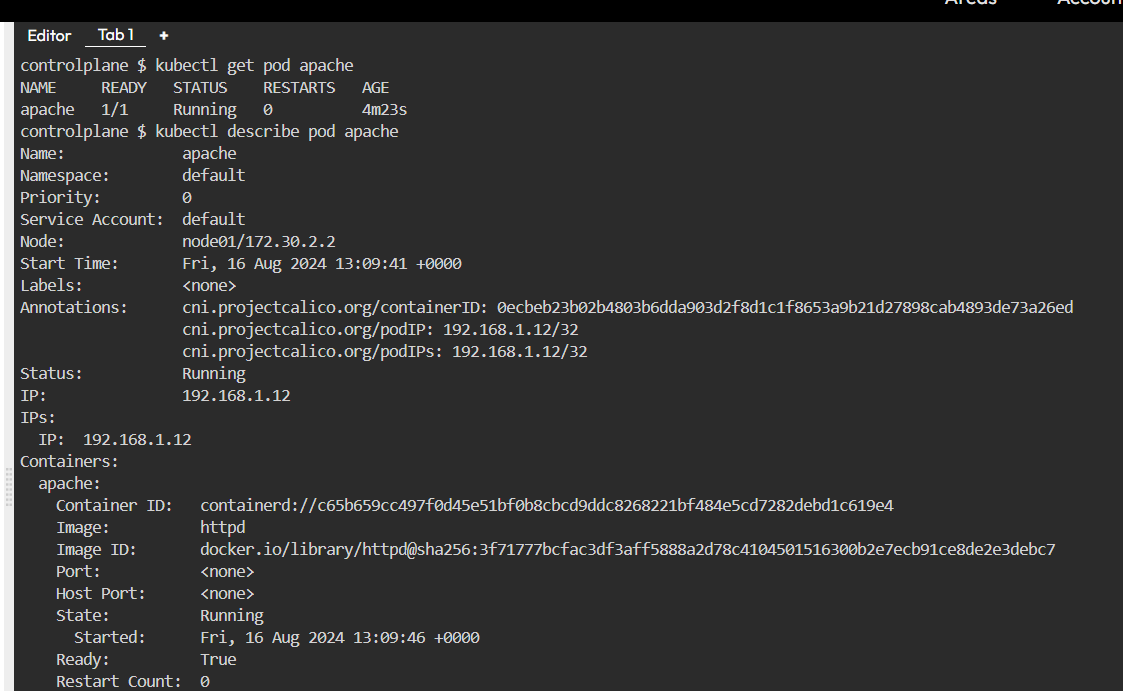 Areas Accoun
Editor Tab 1 +
controlplane $ kubectl get pod apache
NAME READY STATUS RESTARTS AGE
apache 1/1 Running 0 4m23s
controlplane $ kubectl describe pod apache
Name: apache
Namespace: default
Priority: 0
Service Account: default
Node: node01/172.30.2.2
Start Time: Fri, 16 Aug 2024 13:09:41 +0000
Labels: <none>
Annotations: cni.projectcalico.org/containerID: 0ecbeb23b02b4803b6dda903d2f8d1c1f8653a9b21d27898cab4893de73a26ed
cni.projectcalico.org/podIP: 192.168.1.12/32
cni.projectcalico.org/podIPs: 192.168.1.12/32
Status: Running
IP: 192.168.1.12
IPs:
IP: 192.168.1.12
Containers:
apache:
Container ID: containerd://c65b659cc497f0d45e51bf0b8cbcd9ddc8268221bf484e5cd7282debd1c619e4
Image: httpd
Image ID: docker.io/library/httpd@sha256:3f71777bcfac3df3aff5888a2d78c4104501516300b2e7ecb91ce8de2e3debc7
Port: <none>
Host Port: <none>
State: Running
Started: Fri, 16 Aug 2024 13:09:46 +0000
Ready: True
Restart Count: 0